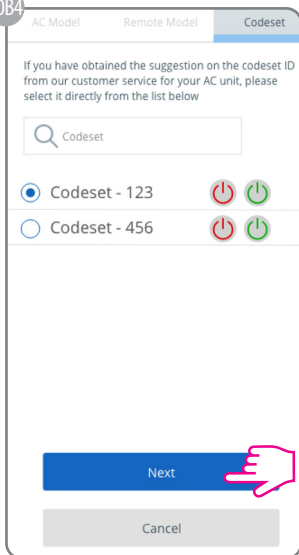 0B4
AC Model Remote Model Codeset
If you have obtained the suggestion on the codeset ID
from our customer service for your AC unit, please
select it directly from the list below
Codeset
Codeset - 123
Codeset - 456
Next
Cancel